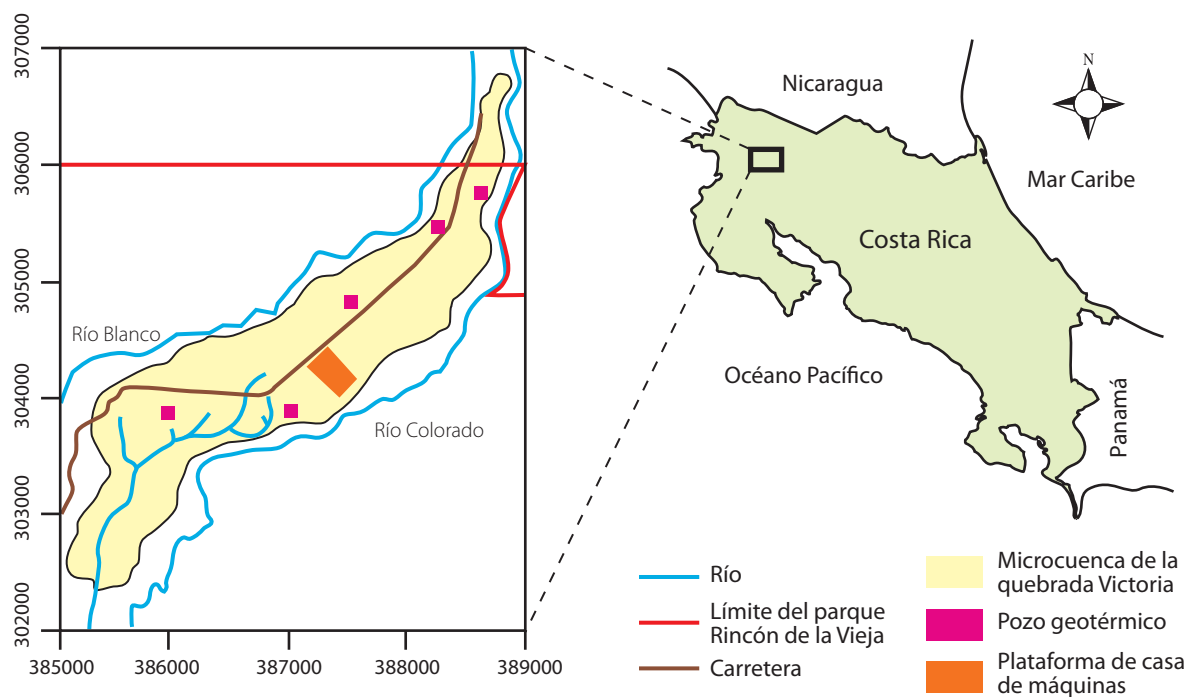 307000
306000
305000
304000
303000
302000
385000
386000
387000
388000
389000
Río Blanco
Río Colorado
Nicaragua
N
Mar Caribe
Costa Rica
Océano Pacífico
Panamá
Río
Límite del parque
Rincón de la Vieja
Carretera
Microcuenca de la
quebrada Victoria
Pozo geotérmico
Plataforma de casa
de máquinas